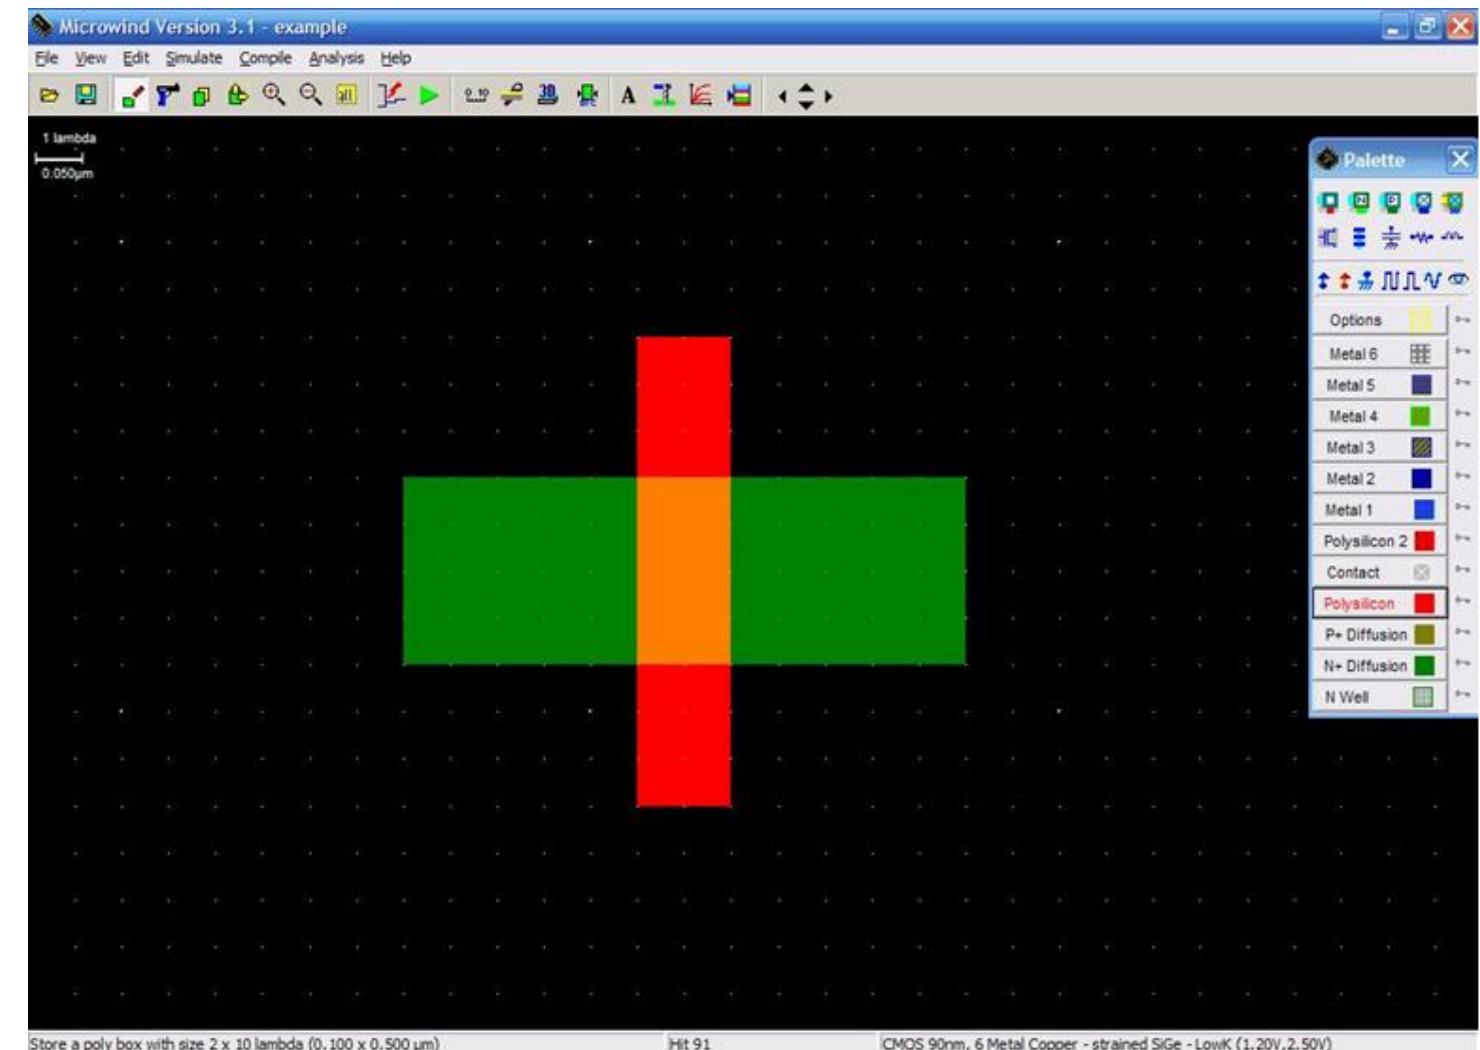 Microwind Version 3.1 - example
File View Edit Simulate Compile Analysis Help
1 lambda
0.050µm
Palette
Options
Metal 6
Metal 5
Metal 4
Metal 3
Metal 2
Metal 1
Polysilicon 2
Contact
Polysilicon
P+ Diffusion
N+ Diffusion
N Well
Store a poly box with size 2 x 10 lambda (0.100 x 0.500 µm) Hit 91 CMOS 90nm, 6 Metal Copper - strained SiGe - LowK (1.20V,2.50V)